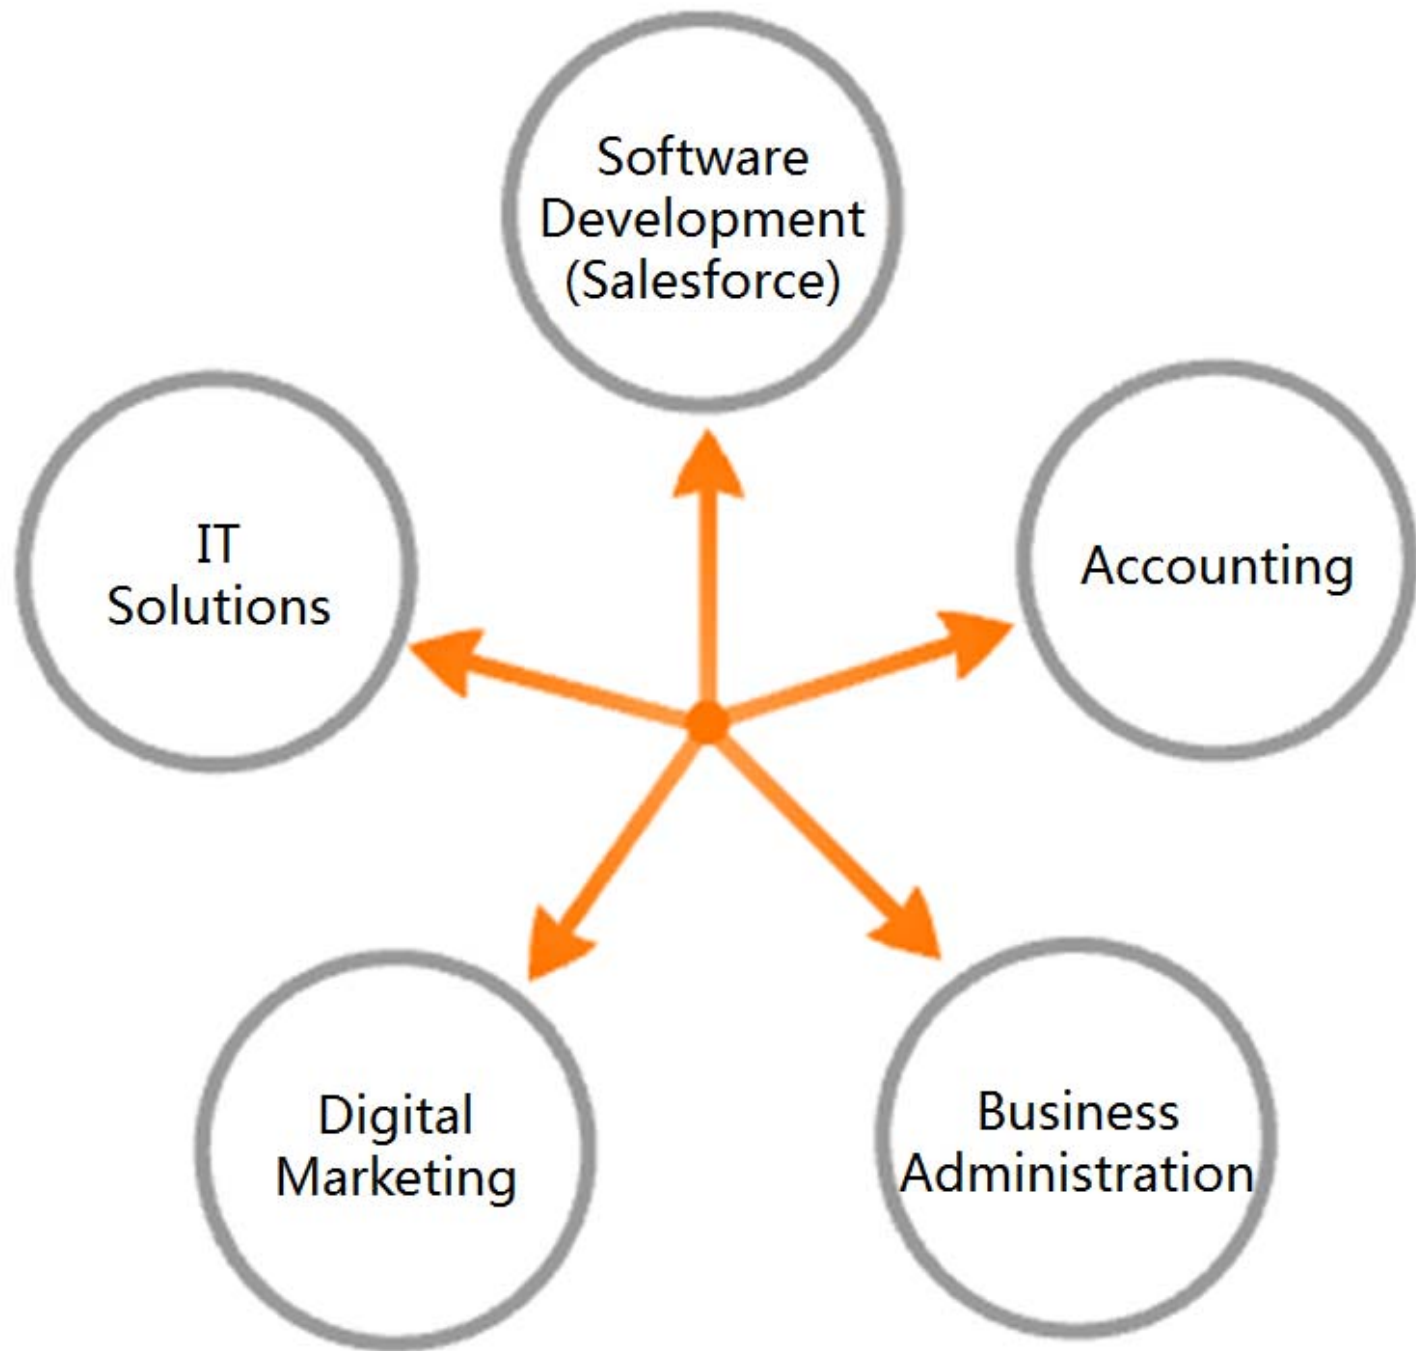 Software
Development
(Salesforce)
IT
Solutions
Accounting
Digital
Marketing
Business
Administration